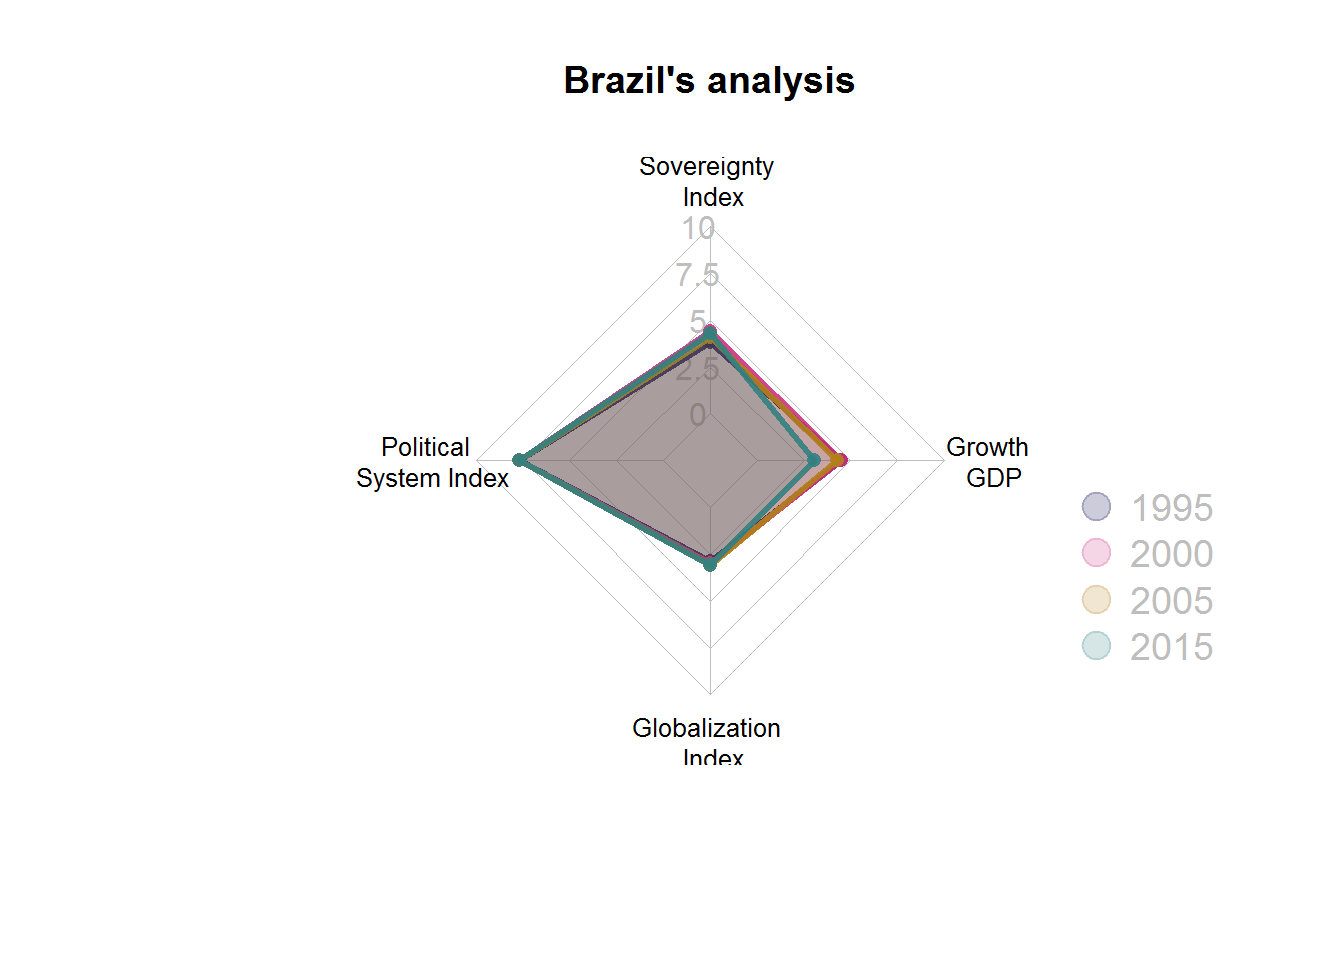 Brazil's analysis
Sovereignty
Index
10
7.5
5
2.5
0
Political
System Index
Growth
GDP
1995
2000
2005
2015
Globalization
Index